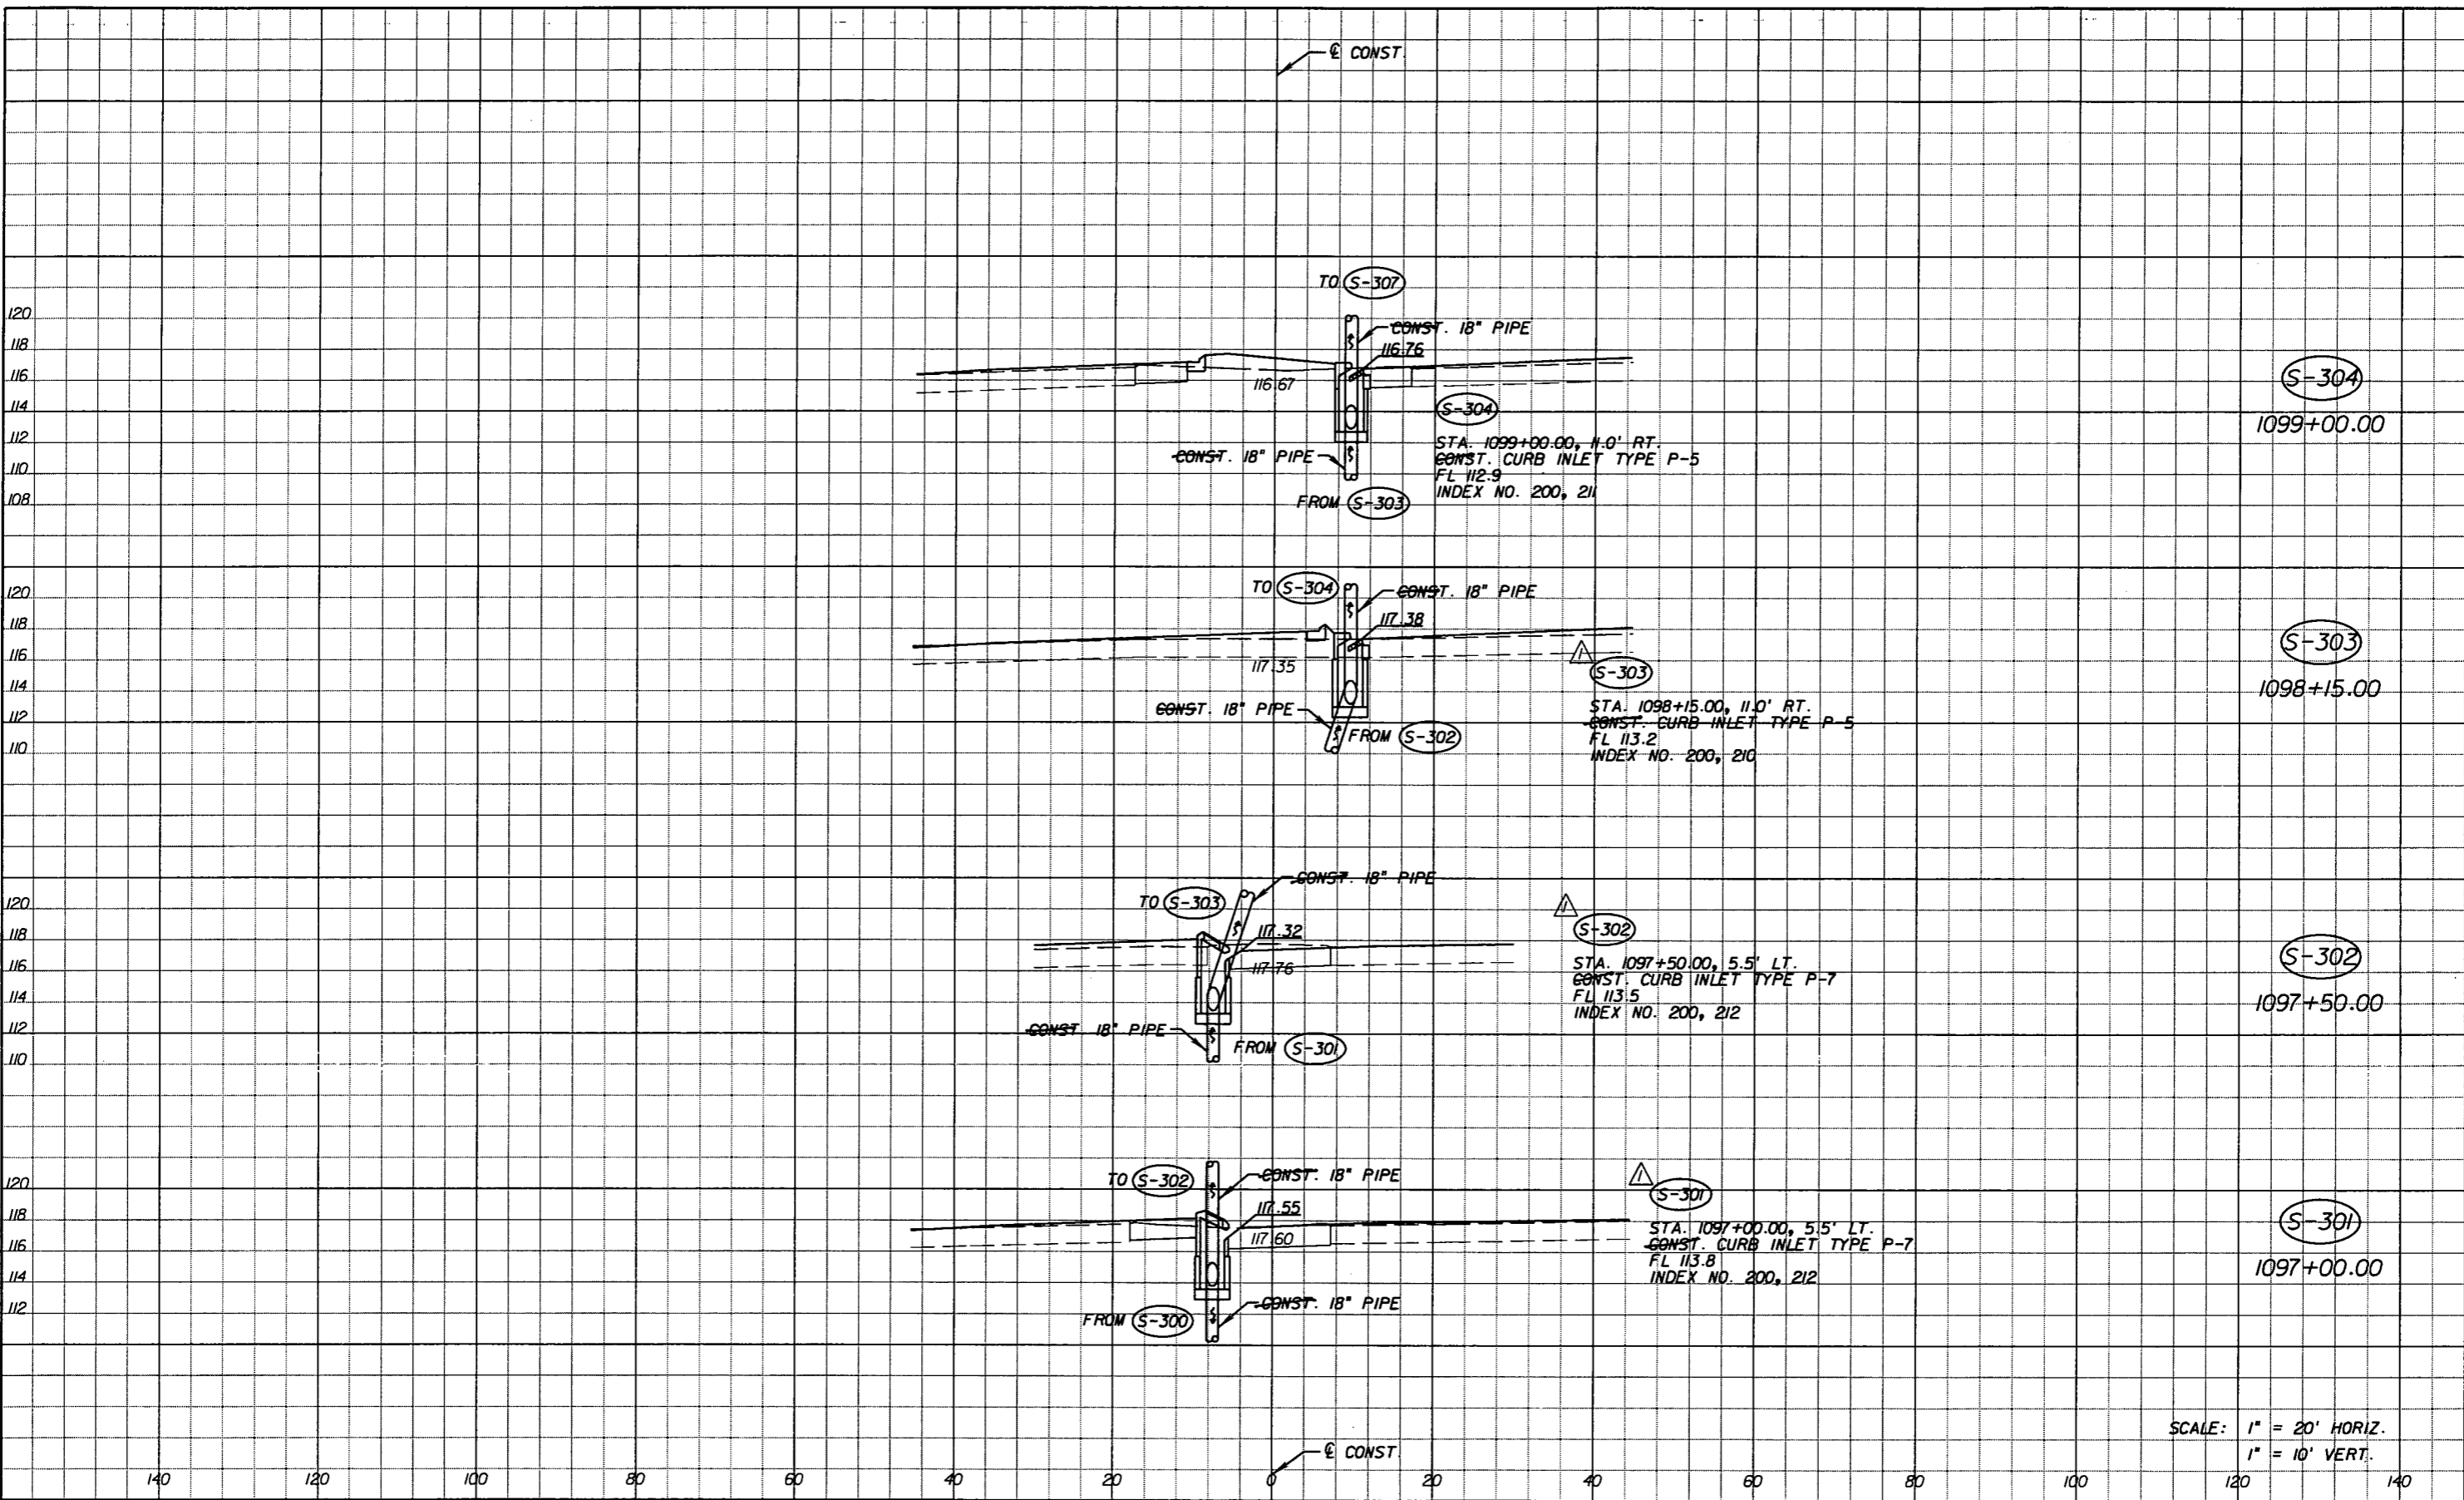 ℄ CONST.
TO S-307
120
CONST. 18" PIPE
118
116.76
116
116.67
S-304
114
S-304
1099+00.00
112
STA. 1099+00.00, 11.0' RT.
CONST. 18" PIPE
CONST. CURB INLET TYPE P-5
110
FL 112.9
INDEX NO. 200, 211
108
FROM S-303
TO S-304
CONST. 18" PIPE
120
118
117.38
S-303
116
117.35
1
S-303
114
1098+15.00
CONST. 18" PIPE
STA. 1098+15.00, 11.0' RT.
112
CONST. CURB INLET TYPE P-5
FROM S-302
FL 113.2
110
INDEX NO. 200, 210
CONST. 18" PIPE
TO S-303
120
1
S-302
117.32
118
S-302
116
117.76
STA. 1097+50.00, 5.5' LT.
CONST. CURB INLET TYPE P-7
114
FL 113.5
1097+50.00
INDEX NO. 200, 212
112
CONST. 18" PIPE
FROM S-301
110
TO S-302
CONST. 18" PIPE
120
1
S-301
117.55
118
S-301
STA. 1097+00.00, 5.5' LT.
116
117.60
CONST. CURB INLET TYPE P-7
FL 113.8
1097+00.00
114
INDEX NO. 200, 212
112
CONST. 18" PIPE
FROM S-300
SCALE: 1" = 20' HORIZ.
1" = 10' VERT.
℄ CONST.
140 120 100 80 60 40 20 0 20 40 60 80 100 120 140